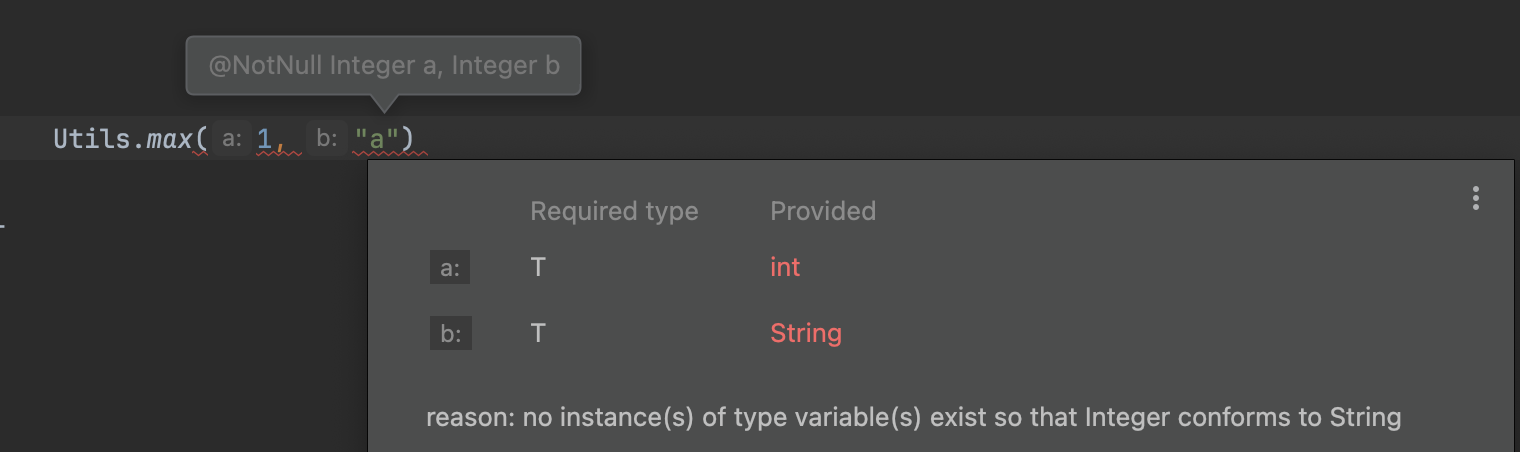 @NotNull Integer a, Integer b
Utils.max( a: 1, b: "a")
Required type Provided
a: T int
b: T String
reason: no instance(s) of type variable(s) exist so that Integer conforms to String